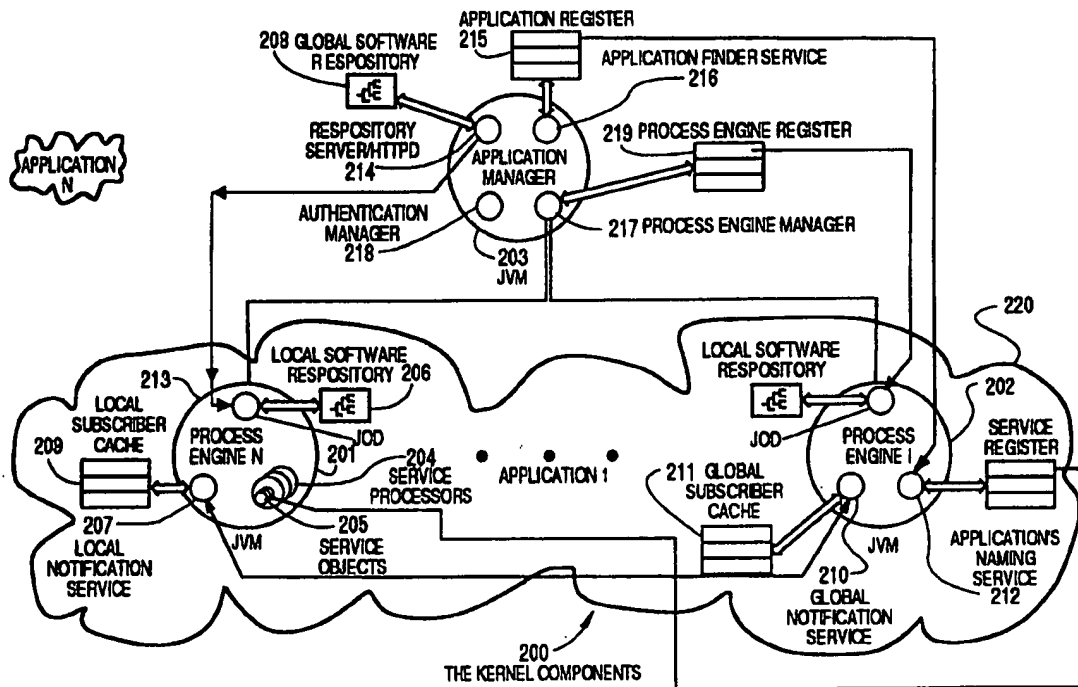 APPLICATION REGISTER
215
208 GLOBAL SOFTWARE
RESPOSITORY
APPLICATION FINDER SERVICE
216
RESPOSITORY
SERVER/HTTPD
214
APPLICATION
MANAGER
219 PROCESS ENGINE REGISTER
APPLICATION
N
AUTHENTICATION
MANAGER
218
217 PROCESS ENGINE MANAGER
203
JVM
220
213
LOCAL SOFTWARE
RESPOSITORY
206
LOCAL SOFTWARE
RESPOSITORY
202
LOCAL
SUBSCRIBER
CACHE
209
JOD
PROCESS
ENGINE N
201
204
SERVICE
PROCESSORS
APPLICATION 1
JOD
PROCESS
ENGINE I
SERVICE
REGISTER
211 GLOBAL
SUBSCRIBER
CACHE
207
LOCAL
NOTIFICATION
SERVICE
JVM
205
SERVICE
OBJECTS
JVM
210
GLOBAL
NOTIFICATION
SERVICE
APPLICATION'S
NAMING
SERVICE
212
200
THE KERNEL COMPONENTS